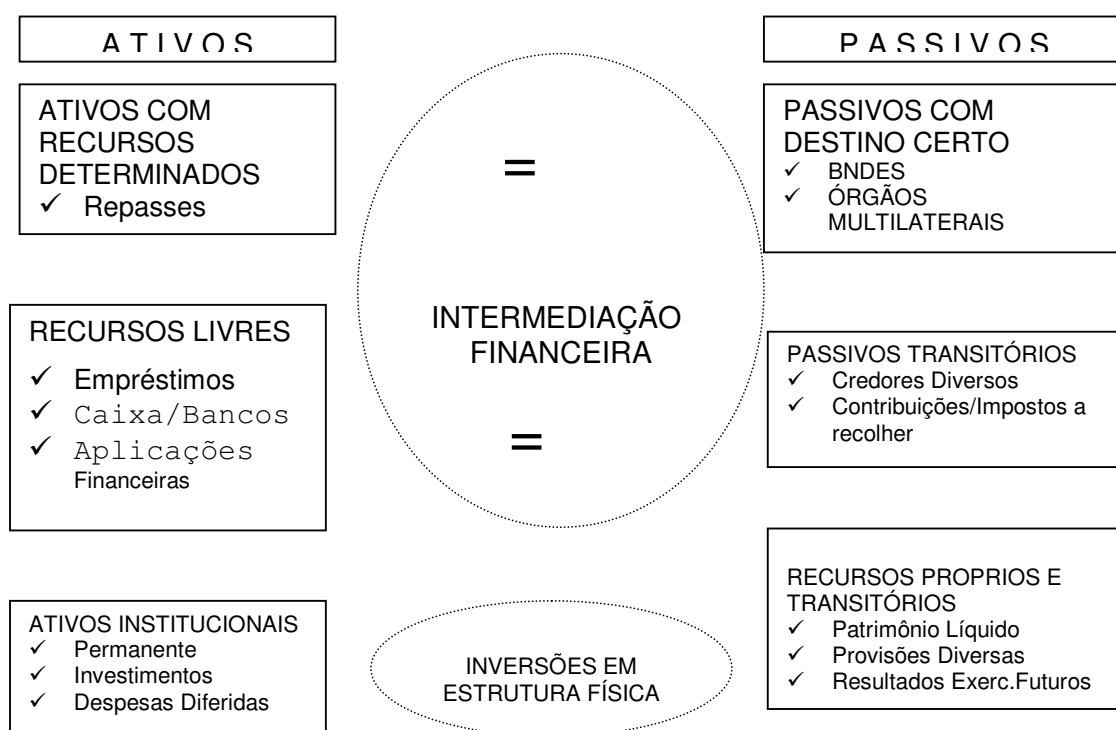 A T I V O S
ATIVOS COM
RECURSOS
DETERMINADOS
✓ Repasses
RECURSOS LIVRES
✓ Empréstimos
✓ Caixa/Bancos
✓ Aplicações
Financeiras
ATIVOS INSTITUCIONAIS
✓ Permanente
✓ Investimentos
✓ Despesas Diferidas
=
INTERMEDIAÇÃO
FINANCEIRA
=
INVERSÕES EM
ESTRUTURA FÍSICA
P A S S I V O S
PASSIVOS COM
DESTINO CERTO
✓ BNDES
✓ ÓRGÃOS
MULTILATERAIS
PASSIVOS TRANSITÓRIOS
✓ Credores Diversos
✓ Contribuições/Impostos a
recolher
RECURSOS PROPRIOS E
TRANSITÓRIOS
✓ Patrimônio Líquido
✓ Provisões Diversas
✓ Resultados Exerc.Futuros